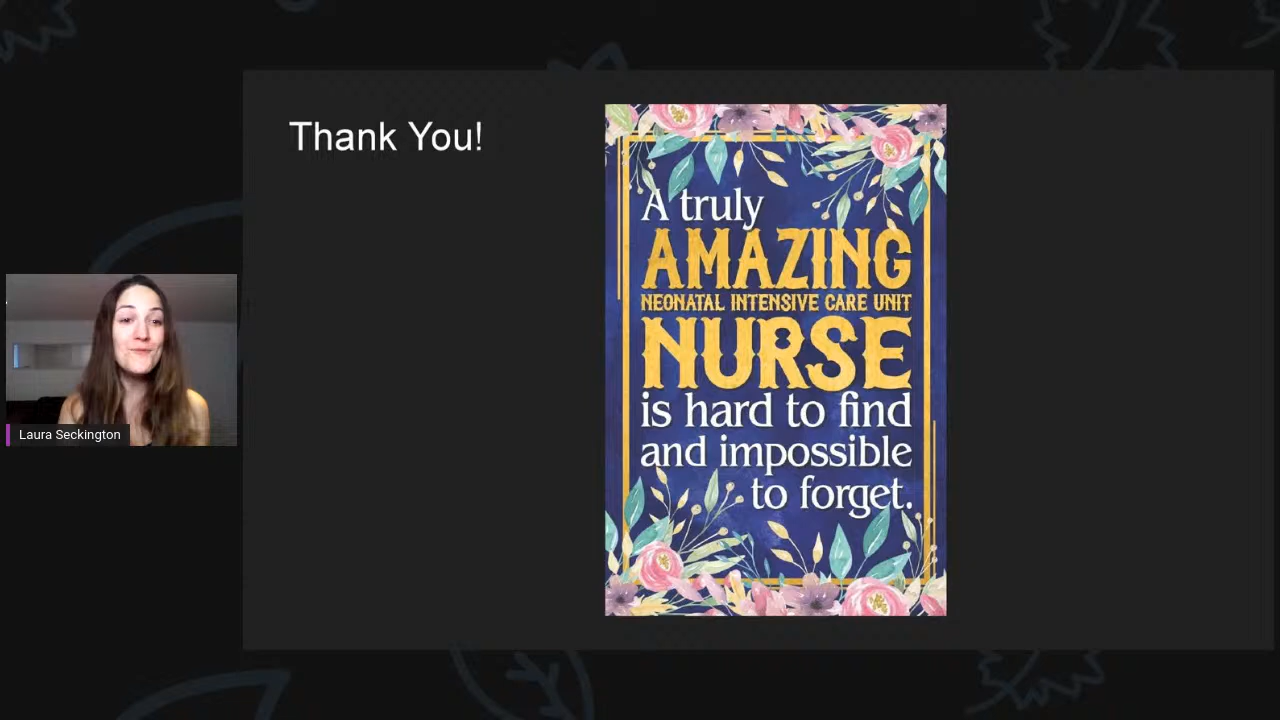 Thank You!
A truly
AMAZING
NEONATAL INTENSIVE CARE UNIT
NURSE
is hard to find
and impossible
to forget.
Laura Seckington